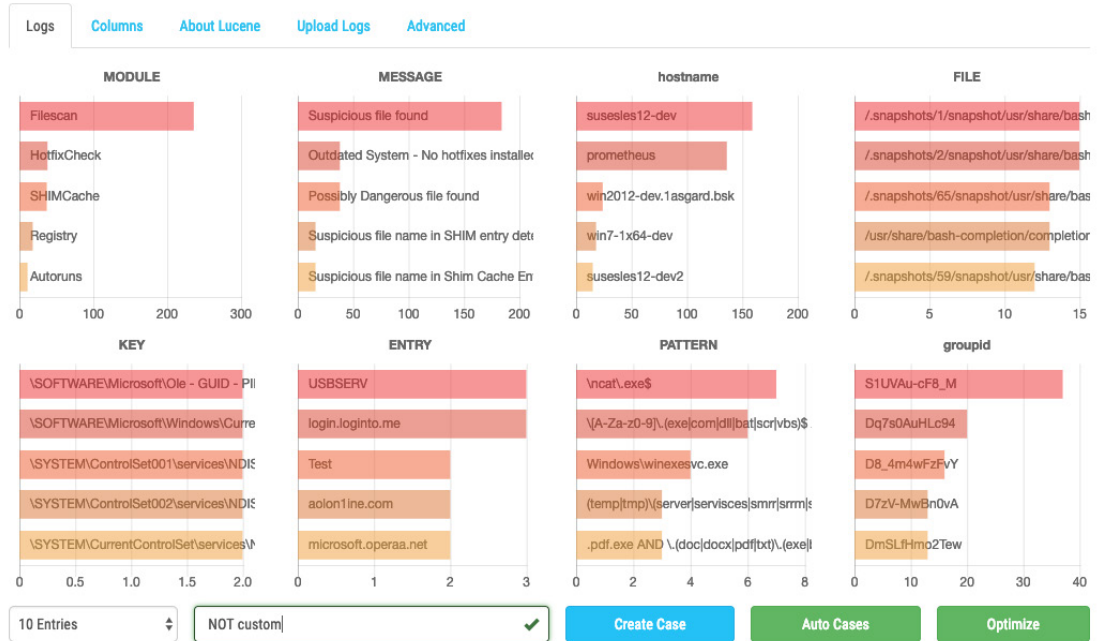 Logs Columns About Lucene Upload Logs Advanced
MODULE MESSAGE hostname FILE
Filescan Suspicious file found susesles12-dev /.snapshots/1/snapshot/usr/share/bash
HotfixCheck Outdated System - No hotfixes installed prometheus /.snapshots/2/snapshot/usr/share/bash
SHIMCache Possibly Dangerous file found win2012-dev.1asgard.bsk /.snapshots/65/snapshot/usr/share/bas
Registry Suspicious file name in SHIM entry dete win7-1x64-dev /usr/share/bash-completion/completion
Autoruns Suspicious file name in Shim Cache En susesles12-dev2 /.snapshots/59/snapshot/usr/share/bas
0 100 200 300 0 50 100 150 200 0 50 100 150 200 0 5 10 15
KEY ENTRY PATTERN groupid
\SOFTWARE\Microsoft\Ole - GUID - PI USBSERV \ncat\.exe$ S1UVAu-cF8_M
\SOFTWARE\Microsoft\Windows\Curre login.loginto.me \[A-Za-z0-9]\.(exe|com|dll|bat|scr|vbs)$ Dq7s0AuHLc94
\SYSTEM\ControlSet001\services\NDIS Test Windows\winexesvc.exe D8_4m4wFzFvY
\SYSTEM\ControlSet002\services\NDIS aolon1ine.com (temp|tmp)\(server|servisces|smrr|srrm|s D7zV-MwBn0vA
\SYSTEM\CurrentControlSet\services\N microsoft.operaa.net .pdf.exe AND \.(doc|docx|pdf|txt)\.(exe| DmSLfHmo2Tew
0 0.5 1.0 1.5 2.0 0 1 2 3 0 2 4 6 8 0 10 20 30 40
10 Entries NOT custom Create Case Auto Cases Optimize